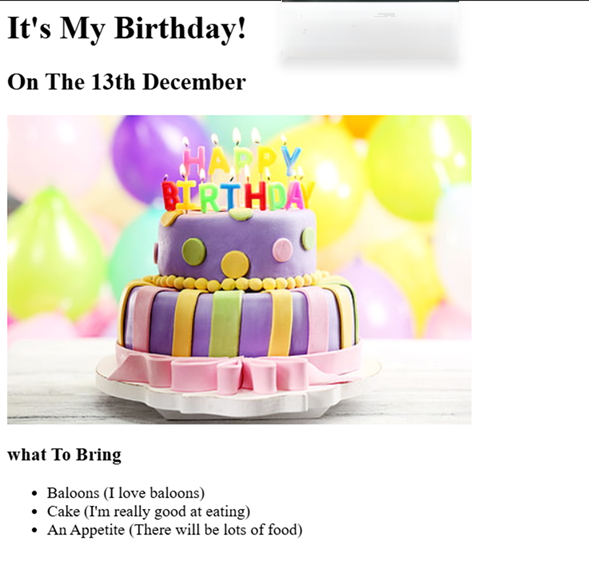 It's My Birthday!
On The 13th December
HAPPY
BIRTHDAY
what To Bring
Baloons (I love baloons)
Cake (I'm really good at eating)
An Appetite (There will be lots of food)